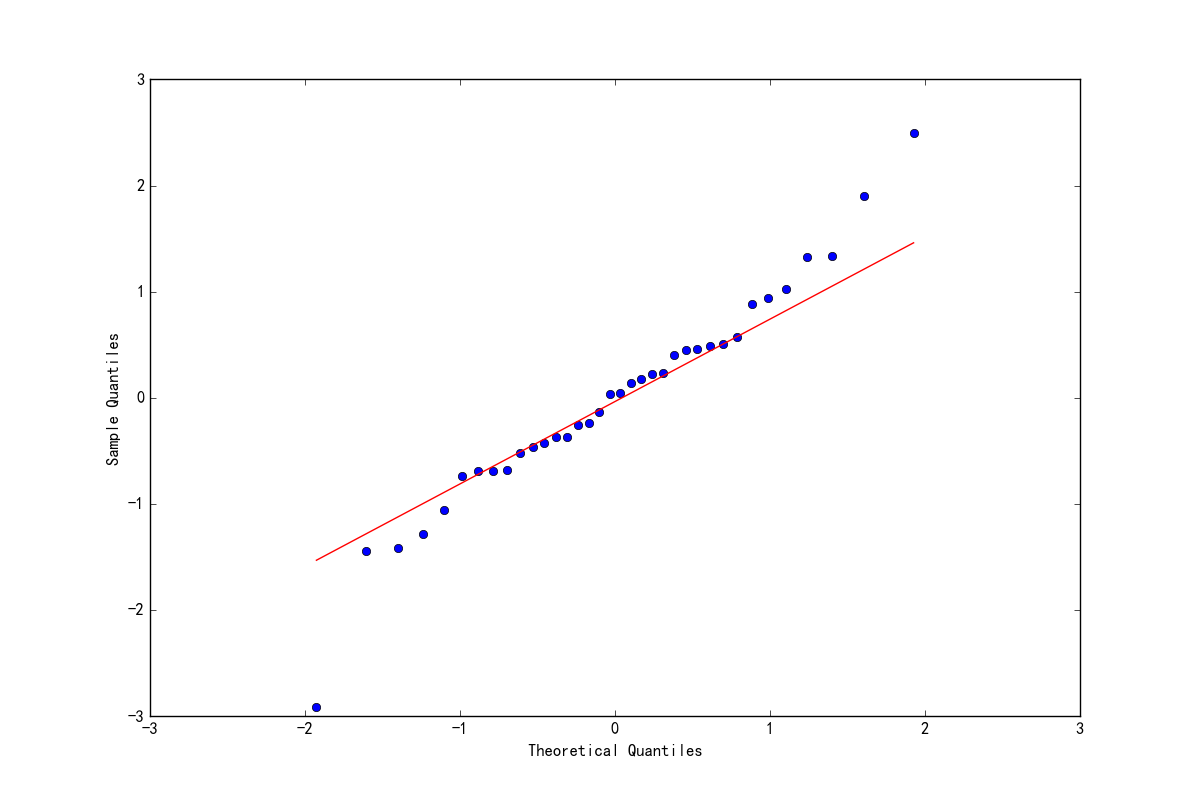 3
2
1
0
−1
−2
−3
Sample Quantiles
−3 −2 −1 0 1 2 3
Theoretical Quantiles